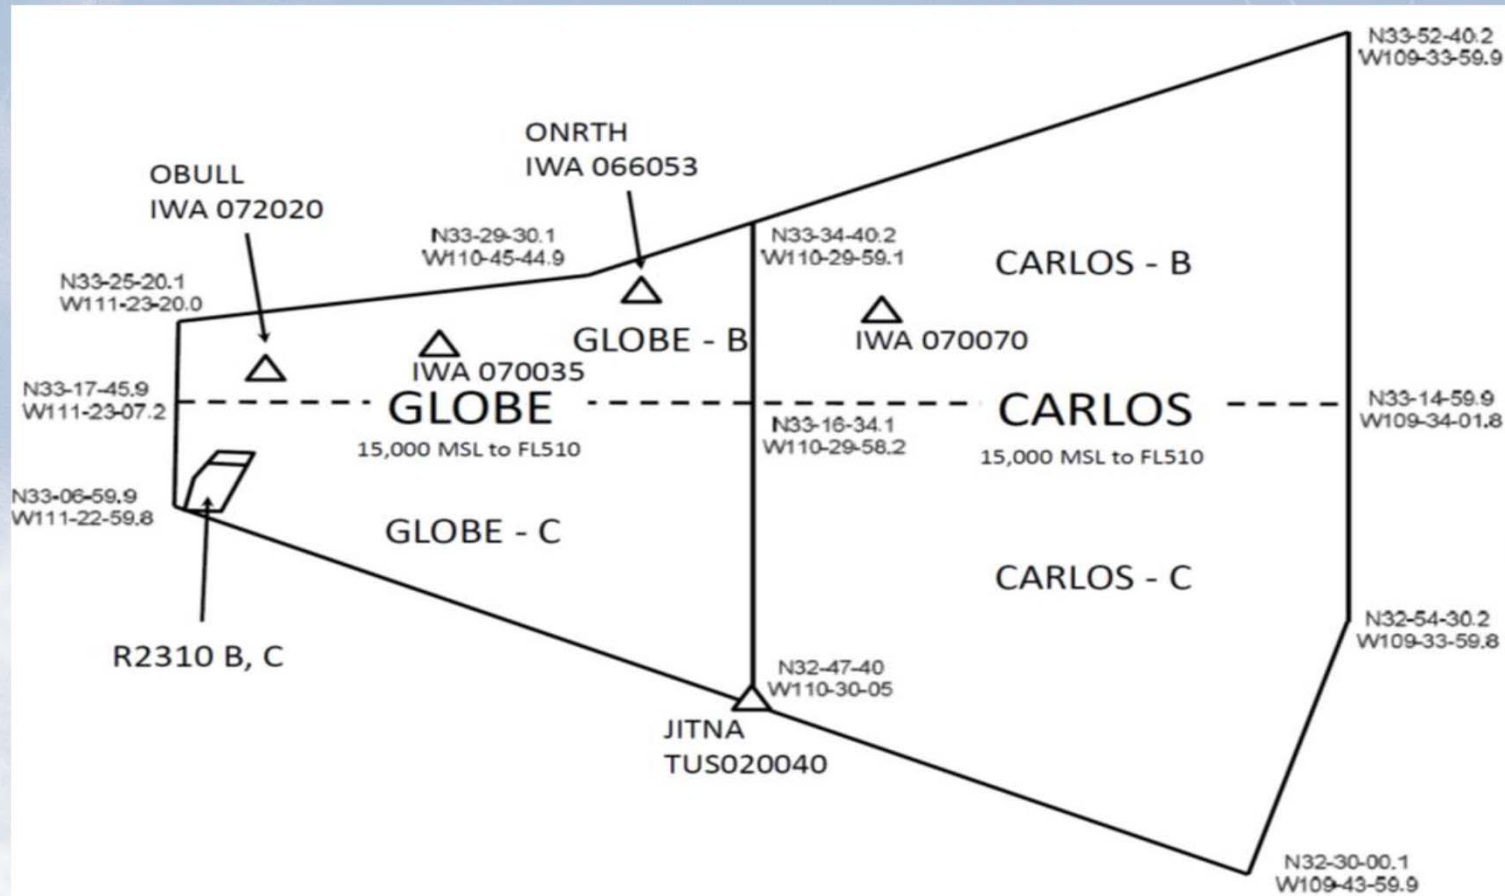 N33-52-40.2
W109-33-59.9
ONRTH
IWA 066053
OBULL
IWA 072020
N33-29-30.1
W110-45-44.9
N33-34-40.2
W110-29-59.1
CARLOS - B
N33-25-20.1
W111-23-20.0
GLOBE - B
IWA 070070
IWA 070035
N33-17-45.9
W111-23-07.2
GLOBE
15,000 MSL to FL510
N33-16-34.1
W110-29-58.2
CARLOS
15,000 MSL to FL510
N33-14-59.9
W109-34-01.8
N33-06-59.9
W111-22-59.8
GLOBE - C
CARLOS - C
N32-54-30.2
W109-33-59.8
R2310 B, C
N32-47-40
W110-30-05
JITNA
TUS020040
N32-30-00.1
W109-43-59.9